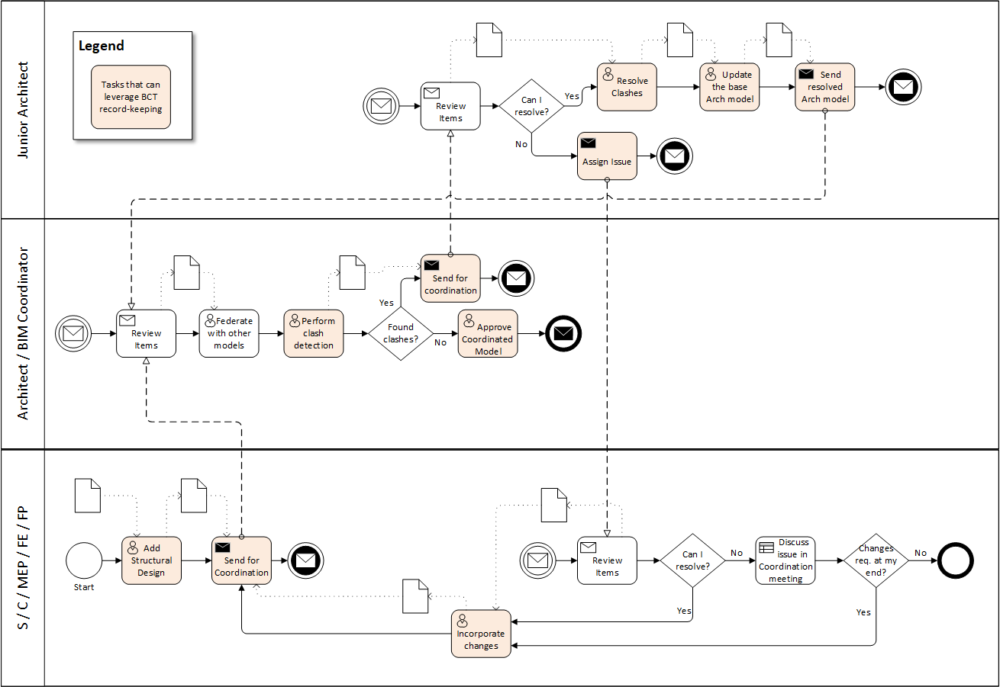 Junior Architect
Legend
Tasks that can
leverage BCT
record-keeping
Review
Items
Can I
resolve?
Yes
No
Resolve
Clashes
Update
the base
Arch model
Send
resolved
Arch model
Assign Issue
Architect / BIM Coordinator
Review
Items
Federate
with other
models
Perform
clash
detection
Found
clashes?
Yes
No
Send for
coordination
Approve
Coordinated
Model
S / C / MEP / FE / FP
Start
Add
Structural
Design
Send for
Coordination
Incorporate
changes
Review
Items
Can I
resolve?
No
Yes
Discuss
issue in
Coordination
meeting
Changes
req. at my
end?
No
Yes